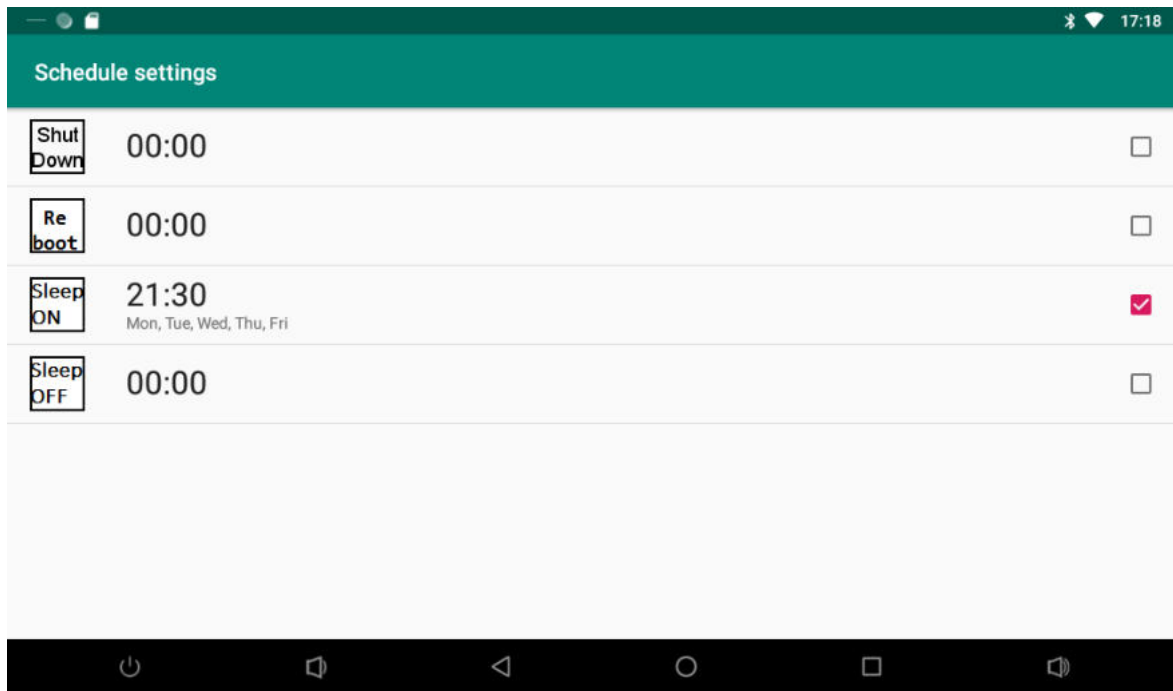 17:18
Schedule settings
Shut
Down
00:00
Re
boot
00:00
Sleep
ON
21:30
Mon, Tue, Wed, Thu, Fri
Sleep
OFF
00:00